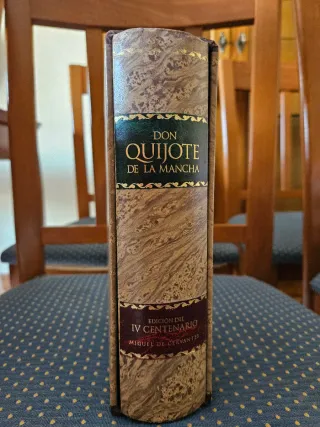 DON
QUIJOTE
DE LA MANCHA
EDICIÓN DEL
IV CENTENARIO
MIGUEL DE CERVANTES